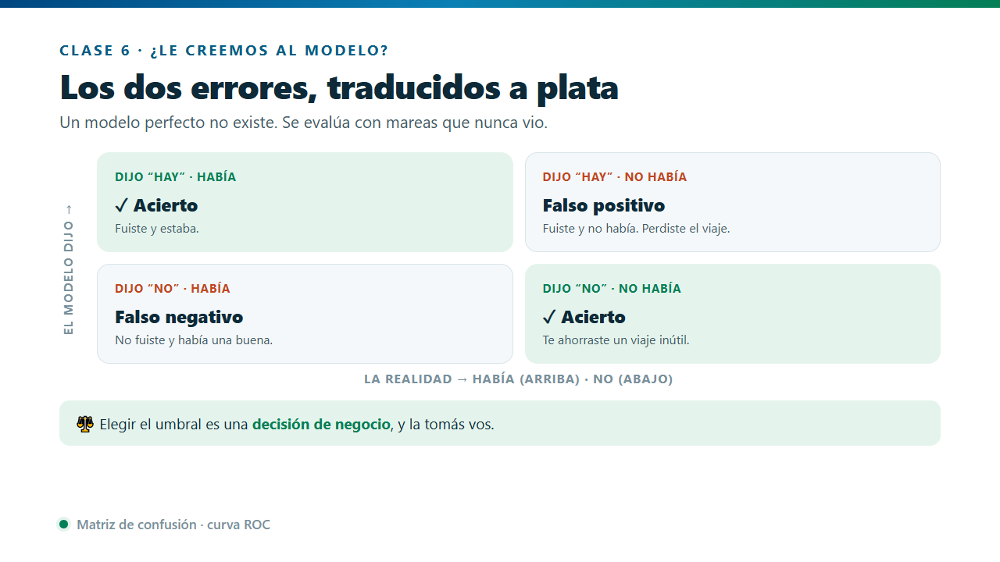 CLASE 6 · ¿LE CREEMOS AL MODELO?
Los dos errores, traducidos a plata
Un modelo perfecto no existe. Se evalúa con mareas que nunca vio.
EL MODELO DIJO →
DIJO “HAY” · HABÍA
✓ Acierto
Fuiste y estaba.
DIJO “HAY” · NO HABÍA
Falso positivo
Fuiste y no había. Perdiste el viaje.
DIJO “NO” · HABÍA
Falso negativo
No fuiste y había una buena.
DIJO “NO” · NO HABÍA
✓ Acierto
Te ahorraste un viaje inútil.
LA REALIDAD → HABÍA (ARRIBA) · NO (ABAJO)
⚖ Elegir el umbral es una decisión de negocio, y la tomás vos.
Matriz de confusión · curva ROC